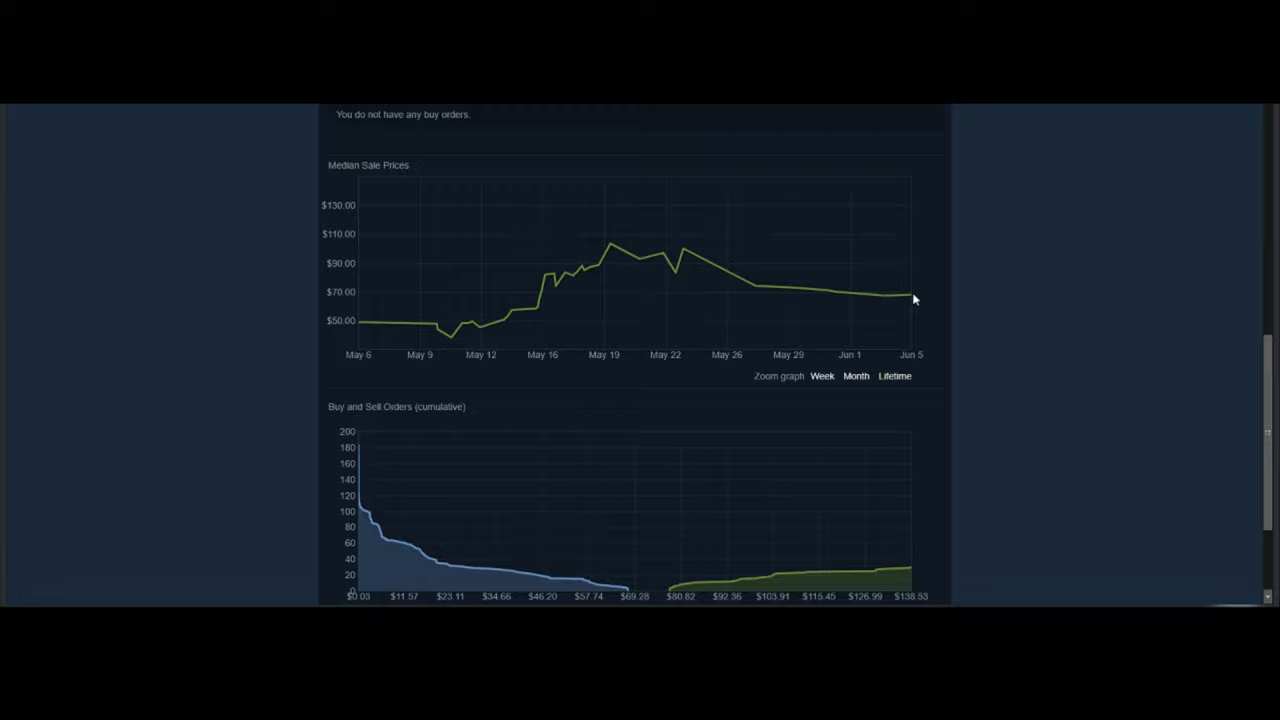 You do not have any buy orders.
Median Sale Prices
$130.00
$110.00
$90.00
$70.00
$50.00
May 6 May 9 May 12 May 16 May 19 May 22 May 26 May 29 Jun 1 Jun 5
Zoom graph Week Month Lifetime
Buy and Sell Orders (cumulative)
200
180
160
140
120
100
80
60
40
20
0
$0.03 $11.57 $23.11 $34.66 $46.20 $57.74 $69.28 $80.82 $92.36 $103.91 $115.45 $126.99 $138.53